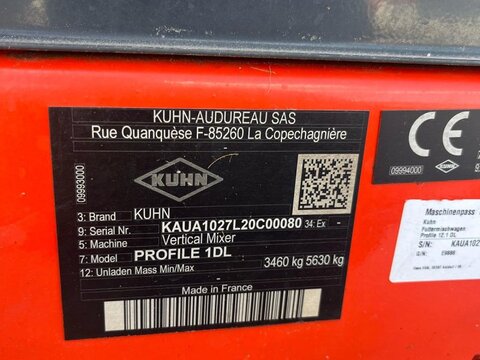 KUHN-AUDUREAU SAS
Rue Quanquèse F-85260 La Copechagnière
09993000
KUHN
3: Brand KUHN
9: Serial Nr. KAUA1027L20C00080 34: Ex
5: Machine Vertical Mixer
7: Model PROFILE 1DL
12: Unladen Mass Min/Max 3460 kg 5630 kg
Made in France
CE
09994000
Maschinenpass
Kuhn
Futtermischwagen
Profile 12.1 DL
S/N: KAUA102